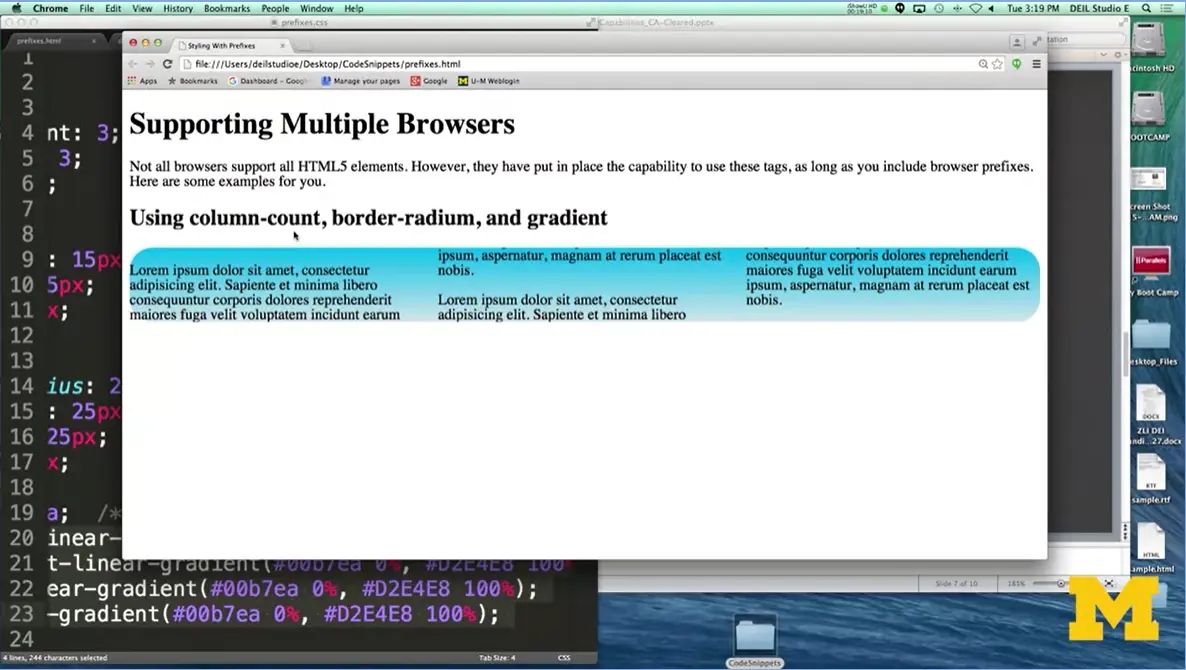 Chrome File Edit View History Bookmarks People Window Help
iShowU HD
00:19:10
Tue 3:19 PM DEIL Studio E
prefixes.css
Capabilities_CA-Cleared.pptx
prefixes.html
Styling With Prefixes
file:///Users/deilstudioe/Desktop/CodeSnippets/prefixes.html
Apps Bookmarks Dashboard - Goog Manage your pages Google U-M Weblogin
Supporting Multiple Browsers
Not all browsers support all HTML5 elements. However, they have put in place the capability to use these tags, as long as you include browser prefixes.
Here are some examples for you.
Using column-count, border-radium, and gradient
Lorem ipsum dolor sit amet, consectetur
adipisicing elit. Sapiente et minima libero
consequuntur corporis dolores reprehenderit
maiores fuga velit voluptatem incidunt earum
ipsum, aspernatur, magnam at rerum placeat est
nobis.
Lorem ipsum dolor sit amet, consectetur
adipisicing elit. Sapiente et minima libero
consequuntur corporis dolores reprehenderit
maiores fuga velit voluptatem incidunt earum
ipsum, aspernatur, magnam at rerum placeat est
nobis.
1
2
3
4 nt: 3;
5 3;
6 ;
7
8
9 : 15px
10 5px;
11 x;
12
13
14 ius: 2
15 : 25px
16 25px;
17 x;
18
19 a; /*
20 inear-
21 t-linear-gradient(#00b7ea 0%, #D2E4E8 100%
22 ear-gradient(#00b7ea 0%, #D2E4E8 100%);
23 -gradient(#00b7ea 0%, #D2E4E8 100%);
24
4 lines, 244 characters selected Tab Size: 4 CSS
Slide 7 of 10 181%
tation
acintosh HD
OOTCAMP
creen Shot
5-...AM.png
Parallels
y Boot Camp
esktop_Files
DOCX
ZLI DEI
undi...27.docx
RTF
sample.rtf
HTML
ample.html
CodeSnippets
M